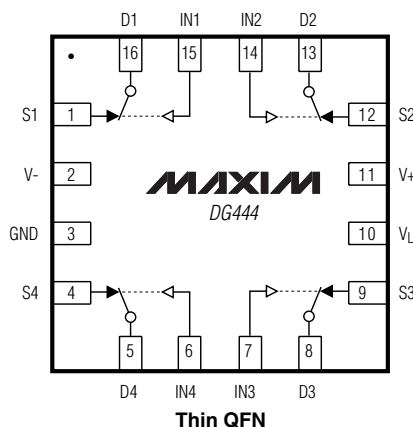 D1 IN1 IN2 D2
16 15 14 13
S1 1 12 S2
V- 2 11 V+
MAXIM
DG444
GND 3 10 VL
S4 4 9 S3
5 6 7 8
D4 IN4 IN3 D3
Thin QFN